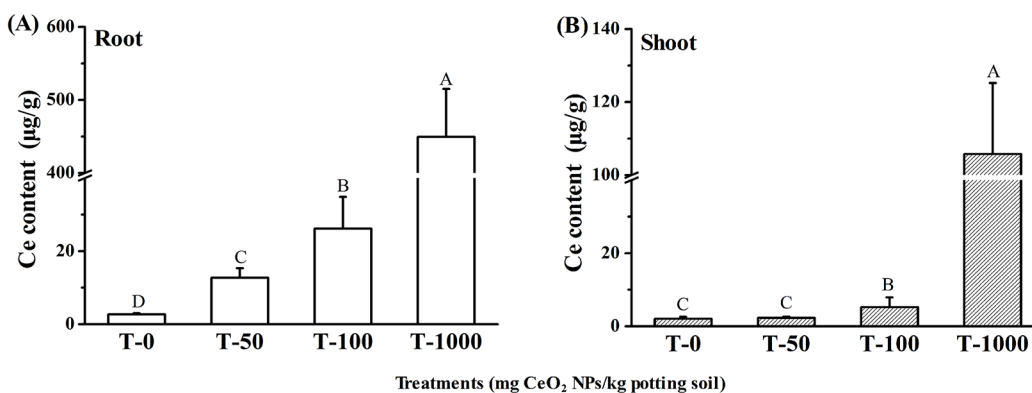 (A)
Root
Ce content (µg/g)
600
500
400
20
0
D
C
B
A
T-0
T-50
T-100
T-1000
(B)
Shoot
Ce content (µg/g)
140
120
100
20
0
C
C
B
A
T-0
T-50
T-100
T-1000
Treatments (mg CeO₂ NPs/kg potting soil)